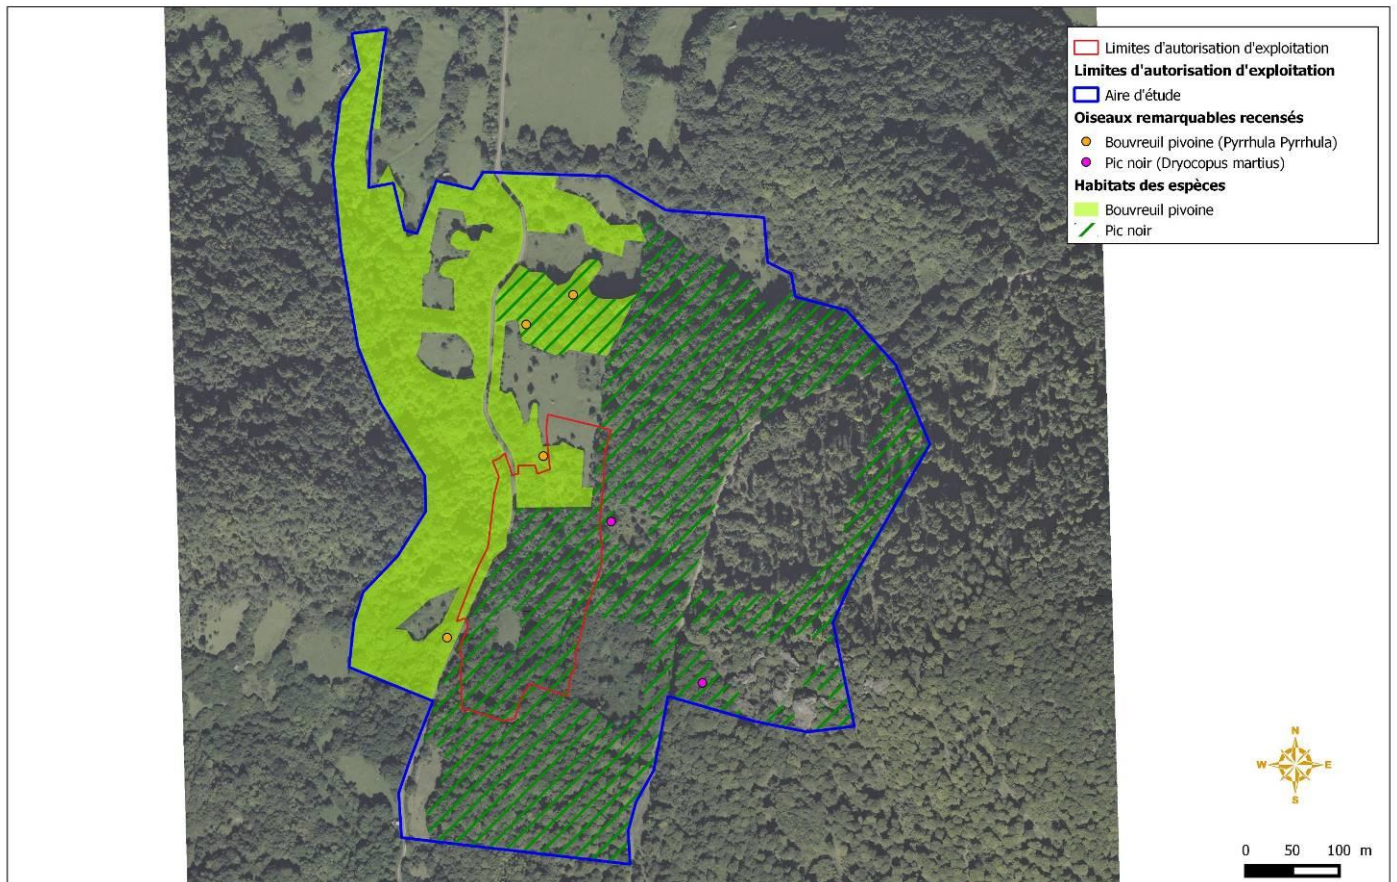 Limites d'autorisation d'exploitation
Limites d'autorisation d'exploitation
Aire d'étude
Oiseaux remarquables recensés
Bouvreuil pivoine (Pyrrhula Pyrrhula)
Pic noir (Dryocopus martius)
Habitats des espèces
Bouvreuil pivoine
Pic noir
N
W E
S
0 50 100 m